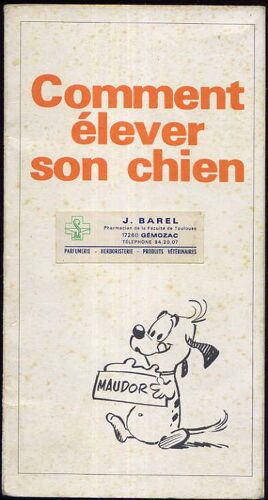 Comment
élever
son chien
J. BAREL
Pharmacien de la Faculté de Toulouse
17260 GÉMOZAC
TÉLÉPHONE 94.20.07
PARFUMERIE - HERBORISTERIE - PRODUITS VÉTÉRINAIRES
MAUDOR